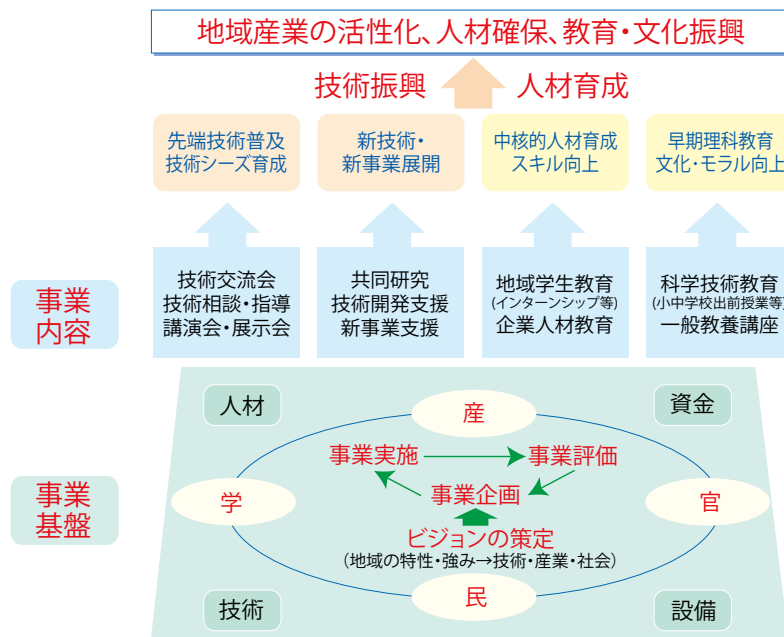 地域産業の活性化、人材確保、教育・文化振興
技術振興
人材育成
先端技術普及
技術シーズ育成
新技術・
新事業展開
中核的人材育成
スキル向上
早期理科教育
文化・モラル向上
事業
内容
技術交流会
技術相談・指導
講演会・展示会
共同研究
技術開発支援
新事業支援
地域学生教育
(インターンシップ等)
企業人材教育
科学技術教育
(小中学校出前授業等)
一般教養講座
事業
基盤
人材
産
資金
事業実施
事業評価
学
事業企画
官
ビジョンの策定
(地域の特性・強み→技術・産業・社会)
技術
民
設備